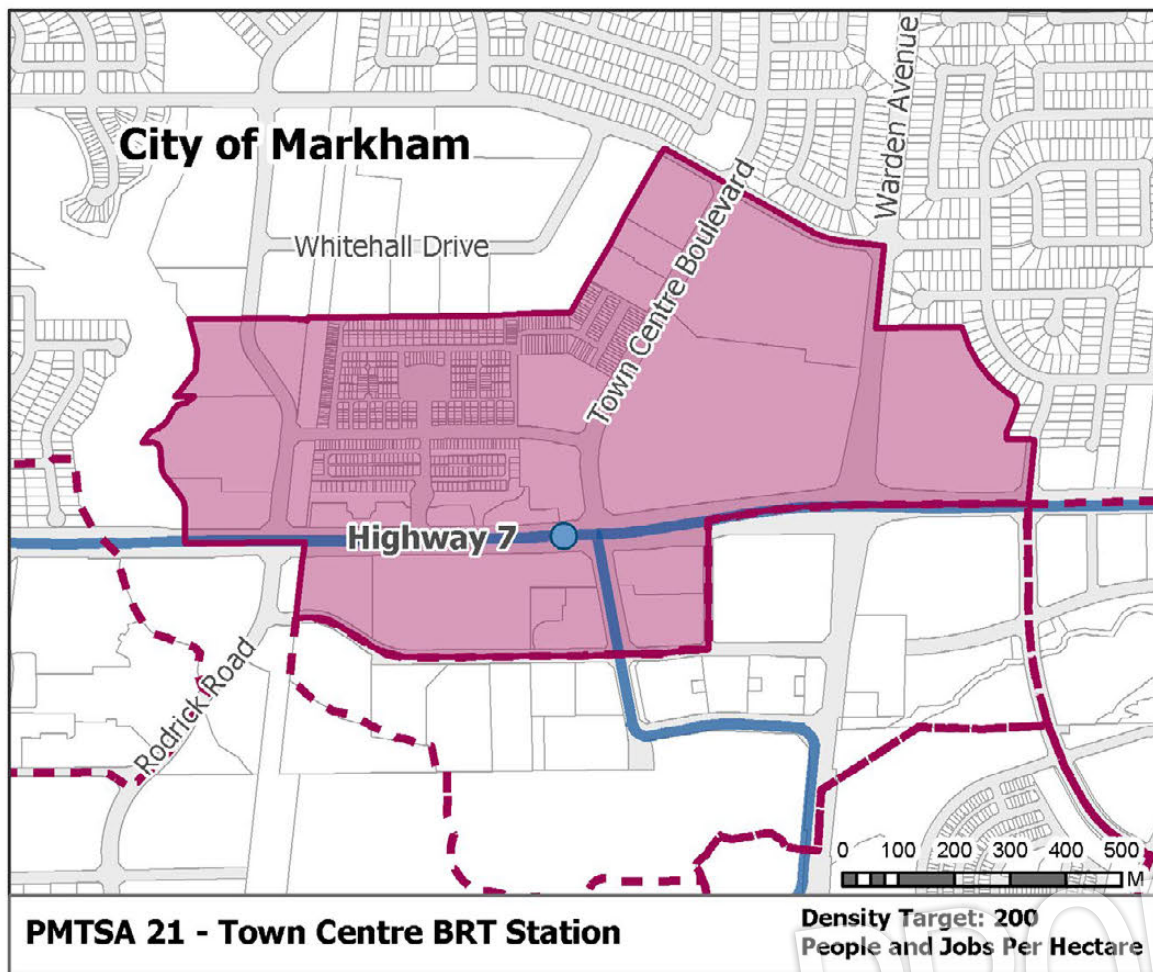 City of Markham
Warden Avenue
Whitehall Drive
Town Centre Boulevard
Highway 7
Rodrick Road
0 100 200 300 400 500
M
PMTSA 21 - Town Centre BRT Station
Density Target: 200
People and Jobs Per Hectare